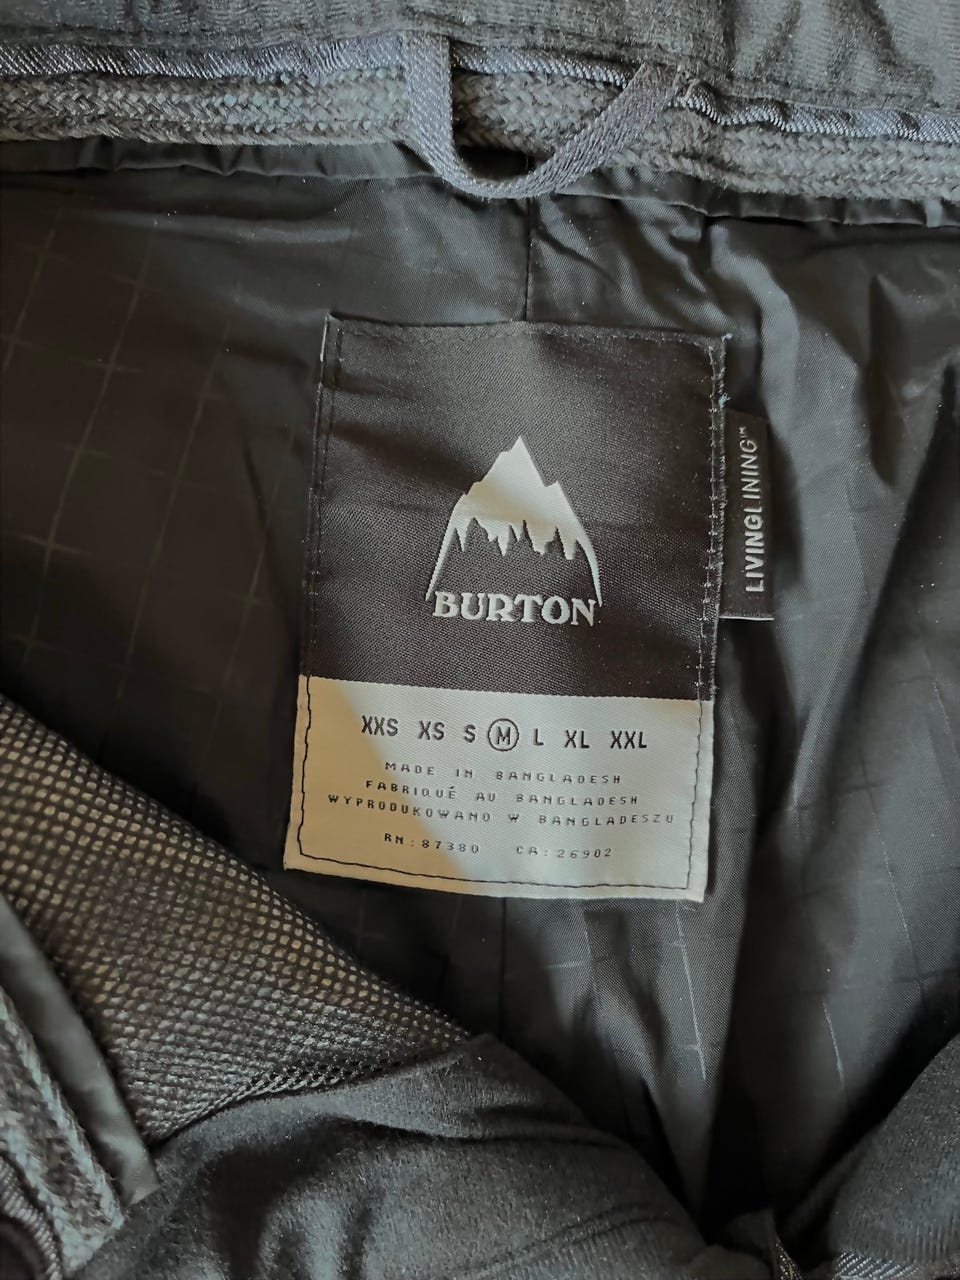 BURTON
LIVINGLINING™
XXS XS S M L XL XXL
MADE IN BANGLADESH
FABRIQUÉ AU BANGLADESH
WYPRODUKOWANO W BANGLADESZU
RN: 87380 CA: 26902